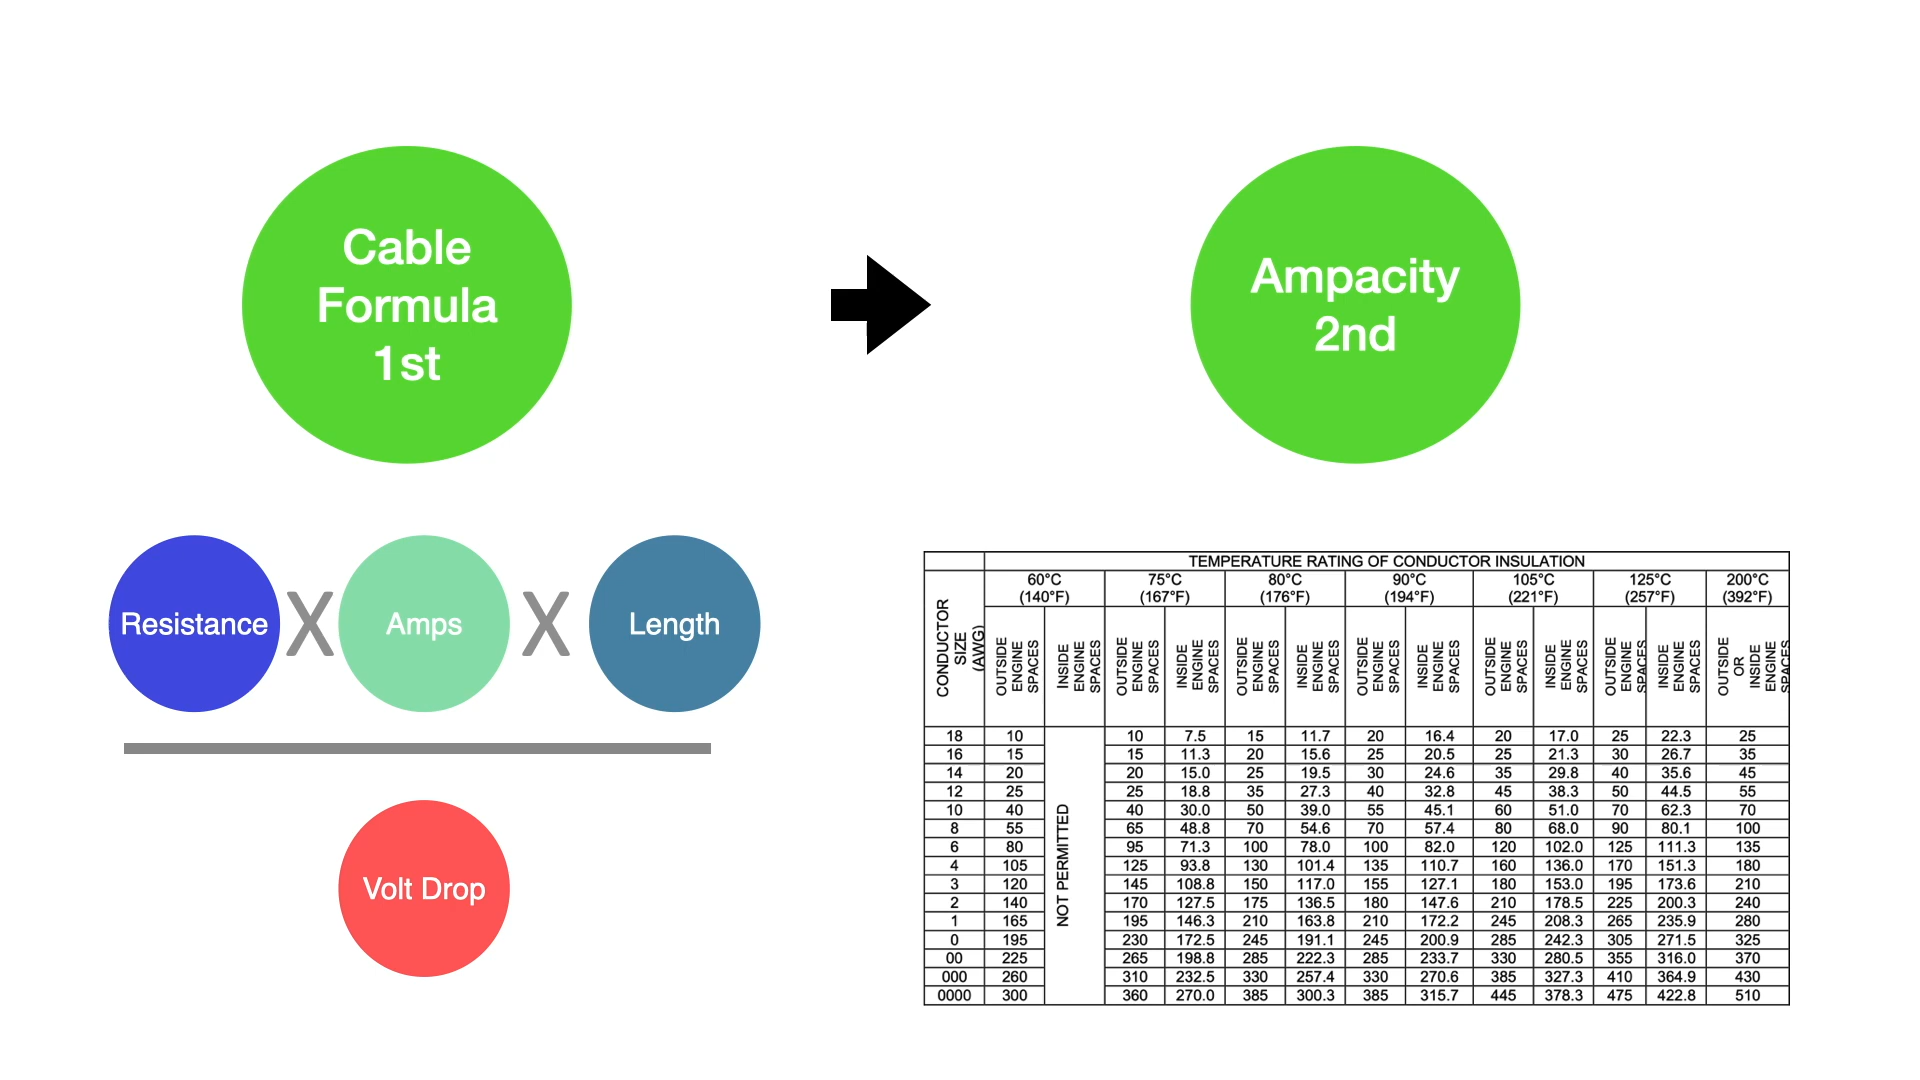 Cable
Formula
1st
Ampacity
2nd
Resistance X Amps X Length
Volt Drop
TEMPERATURE RATING OF CONDUCTOR INSULATION
CONDUCTOR
SIZE
(AWG)
60°C
(140°F)
75°C
(167°F)
80°C
(176°F)
90°C
(194°F)
105°C
(221°F)
125°C
(257°F)
200°C
(392°F)
OUTSIDE
ENGINE
SPACES
INSIDE
ENGINE
SPACES
OUTSIDE
ENGINE
SPACES
INSIDE
ENGINE
SPACES
OUTSIDE
ENGINE
SPACES
INSIDE
ENGINE
SPACES
OUTSIDE
ENGINE
SPACES
INSIDE
ENGINE
SPACES
OUTSIDE
ENGINE
SPACES
INSIDE
ENGINE
SPACES
OUTSIDE
ENGINE
SPACES
INSIDE
ENGINE
SPACES
OUTSIDE
OR
INSIDE
ENGINE
SPACES
18 10 10 7.5 15 11.7 20 16.4 20 17.0 25 22.3 25
16 15 15 11.3 20 15.6 25 20.5 25 21.3 30 26.7 35
14 20 20 15.0 25 19.5 30 24.6 35 29.8 40 35.6 45
12 25 25 18.8 35 27.3 40 32.8 45 38.3 50 44.5 55
10 40 40 30.0 50 39.0 55 45.1 60 51.0 70 62.3 70
8 55 65 48.8 70 54.6 70 57.4 80 68.0 90 80.1 100
6 80 95 71.3 100 78.0 100 82.0 120 102.0 125 111.3 135
4 105 125 93.8 130 101.4 135 110.7 160 136.0 170 151.3 180
3 120 145 108.8 150 117.0 155 127.1 180 153.0 195 173.6 210
2 140 170 127.5 175 136.5 180 147.6 210 178.5 225 200.3 240
1 165 195 146.3 210 163.8 210 172.2 245 208.3 265 235.9 280
0 195 230 172.5 245 191.1 245 200.9 285 242.3 305 271.5 325
00 225 265 198.8 285 222.3 285 233.7 330 280.5 355 316.0 370
000 260 310 232.5 330 257.4 330 270.6 385 327.3 410 364.9 430
0000 300 360 270.0 385 300.3 385 315.7 445 378.3 475 422.8 510
NOT PERMITTED